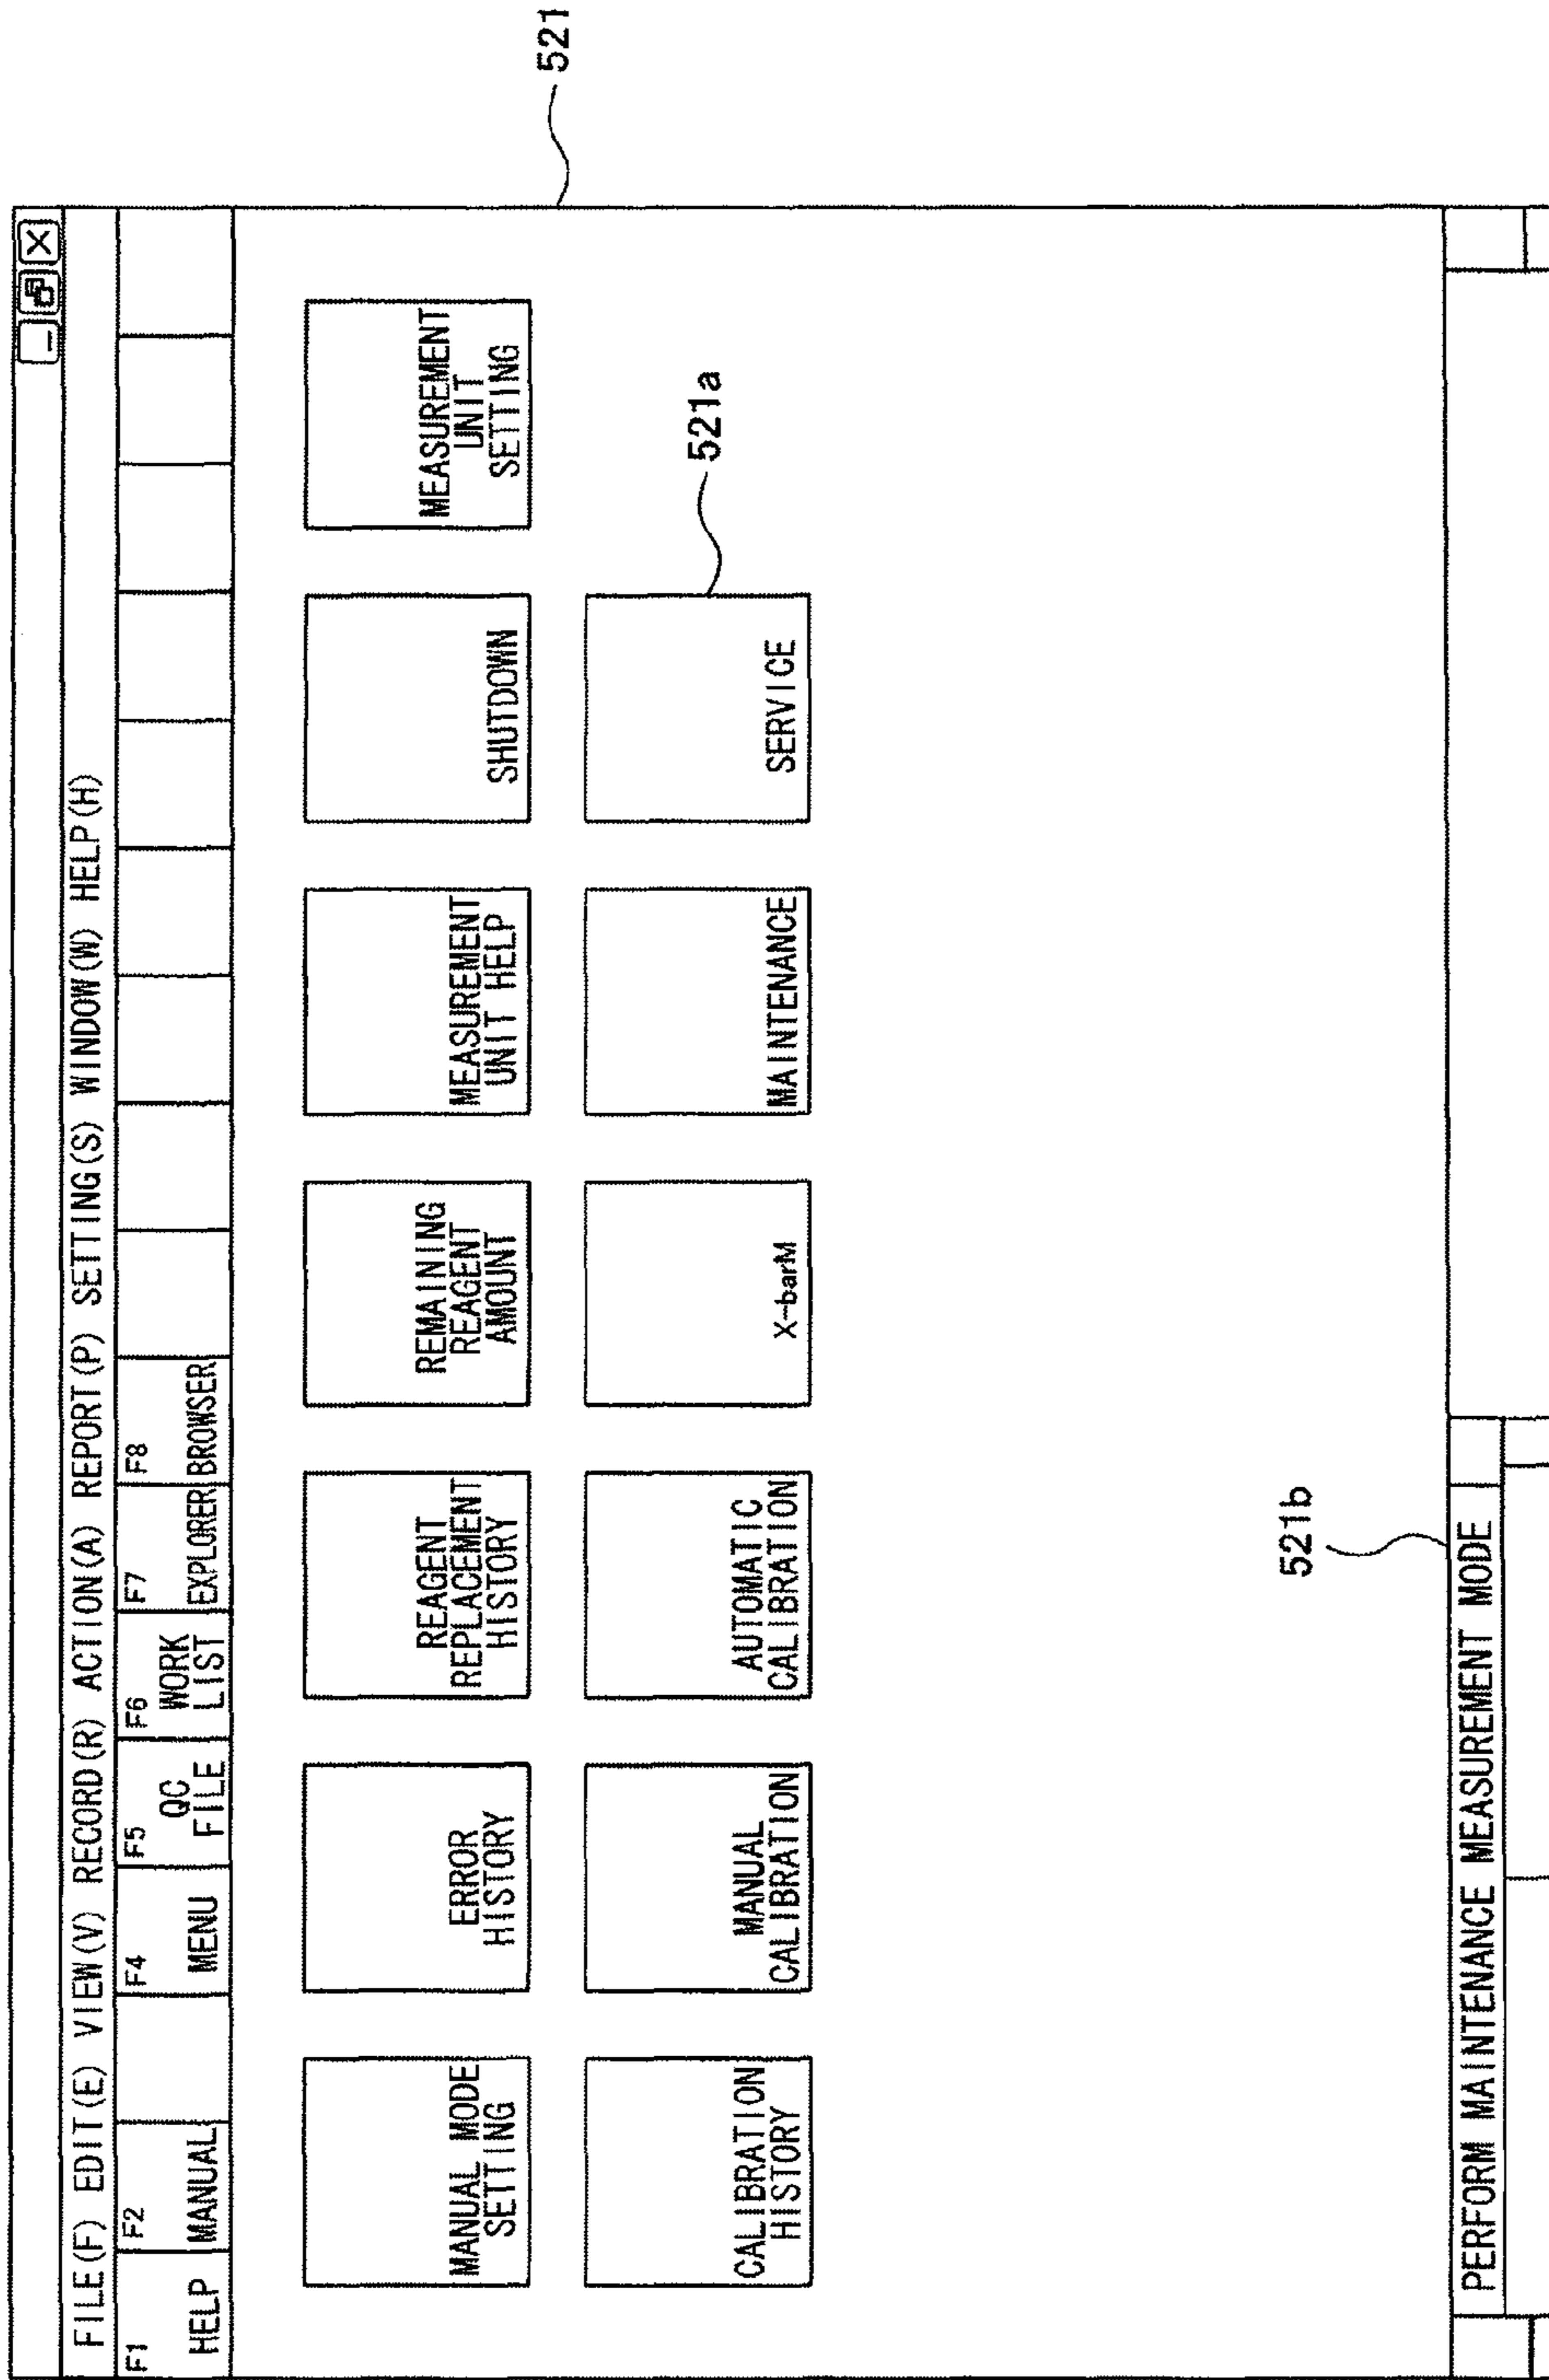 FILE(F) EDIT(E) VIEW(V) RECORD(R) ACTION(A) REPORT(P) SETTING(S) WINDOW(W) HELP(H)
F1
HELP
F2
MANUAL
F4
MENU
F5
QC
FILE
F6
WORK
LIST
F7
EXPLORER
F8
BROWSER
MANUAL MODE
SETTING
ERROR
HISTORY
REAGENT
REPLACEMENT
HISTORY
REMAINING
REAGENT
AMOUNT
MEASUREMENT
UNIT HELP
SHUTDOWN
MEASUREMENT
UNIT
SETTING
521
CALIBRATION
HISTORY
MANUAL
CALIBRATION
AUTOMATIC
CALIBRATION
X-barM
MAINTENANCE
SERVICE
521a
521b
PERFORM MAINTENANCE MEASUREMENT MODE